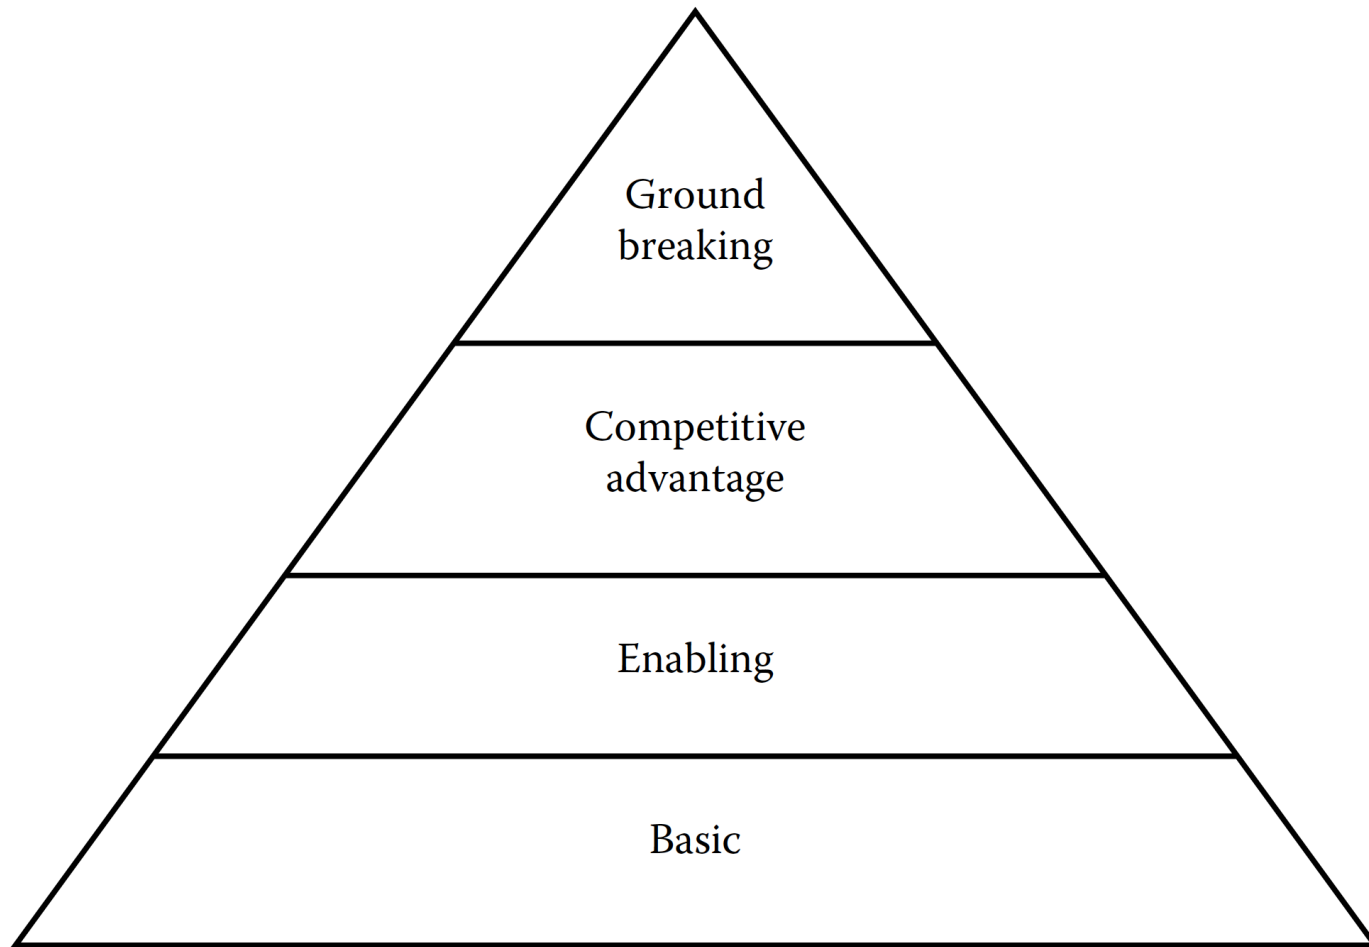 Ground
breaking
Competitive
advantage
Enabling
Basic